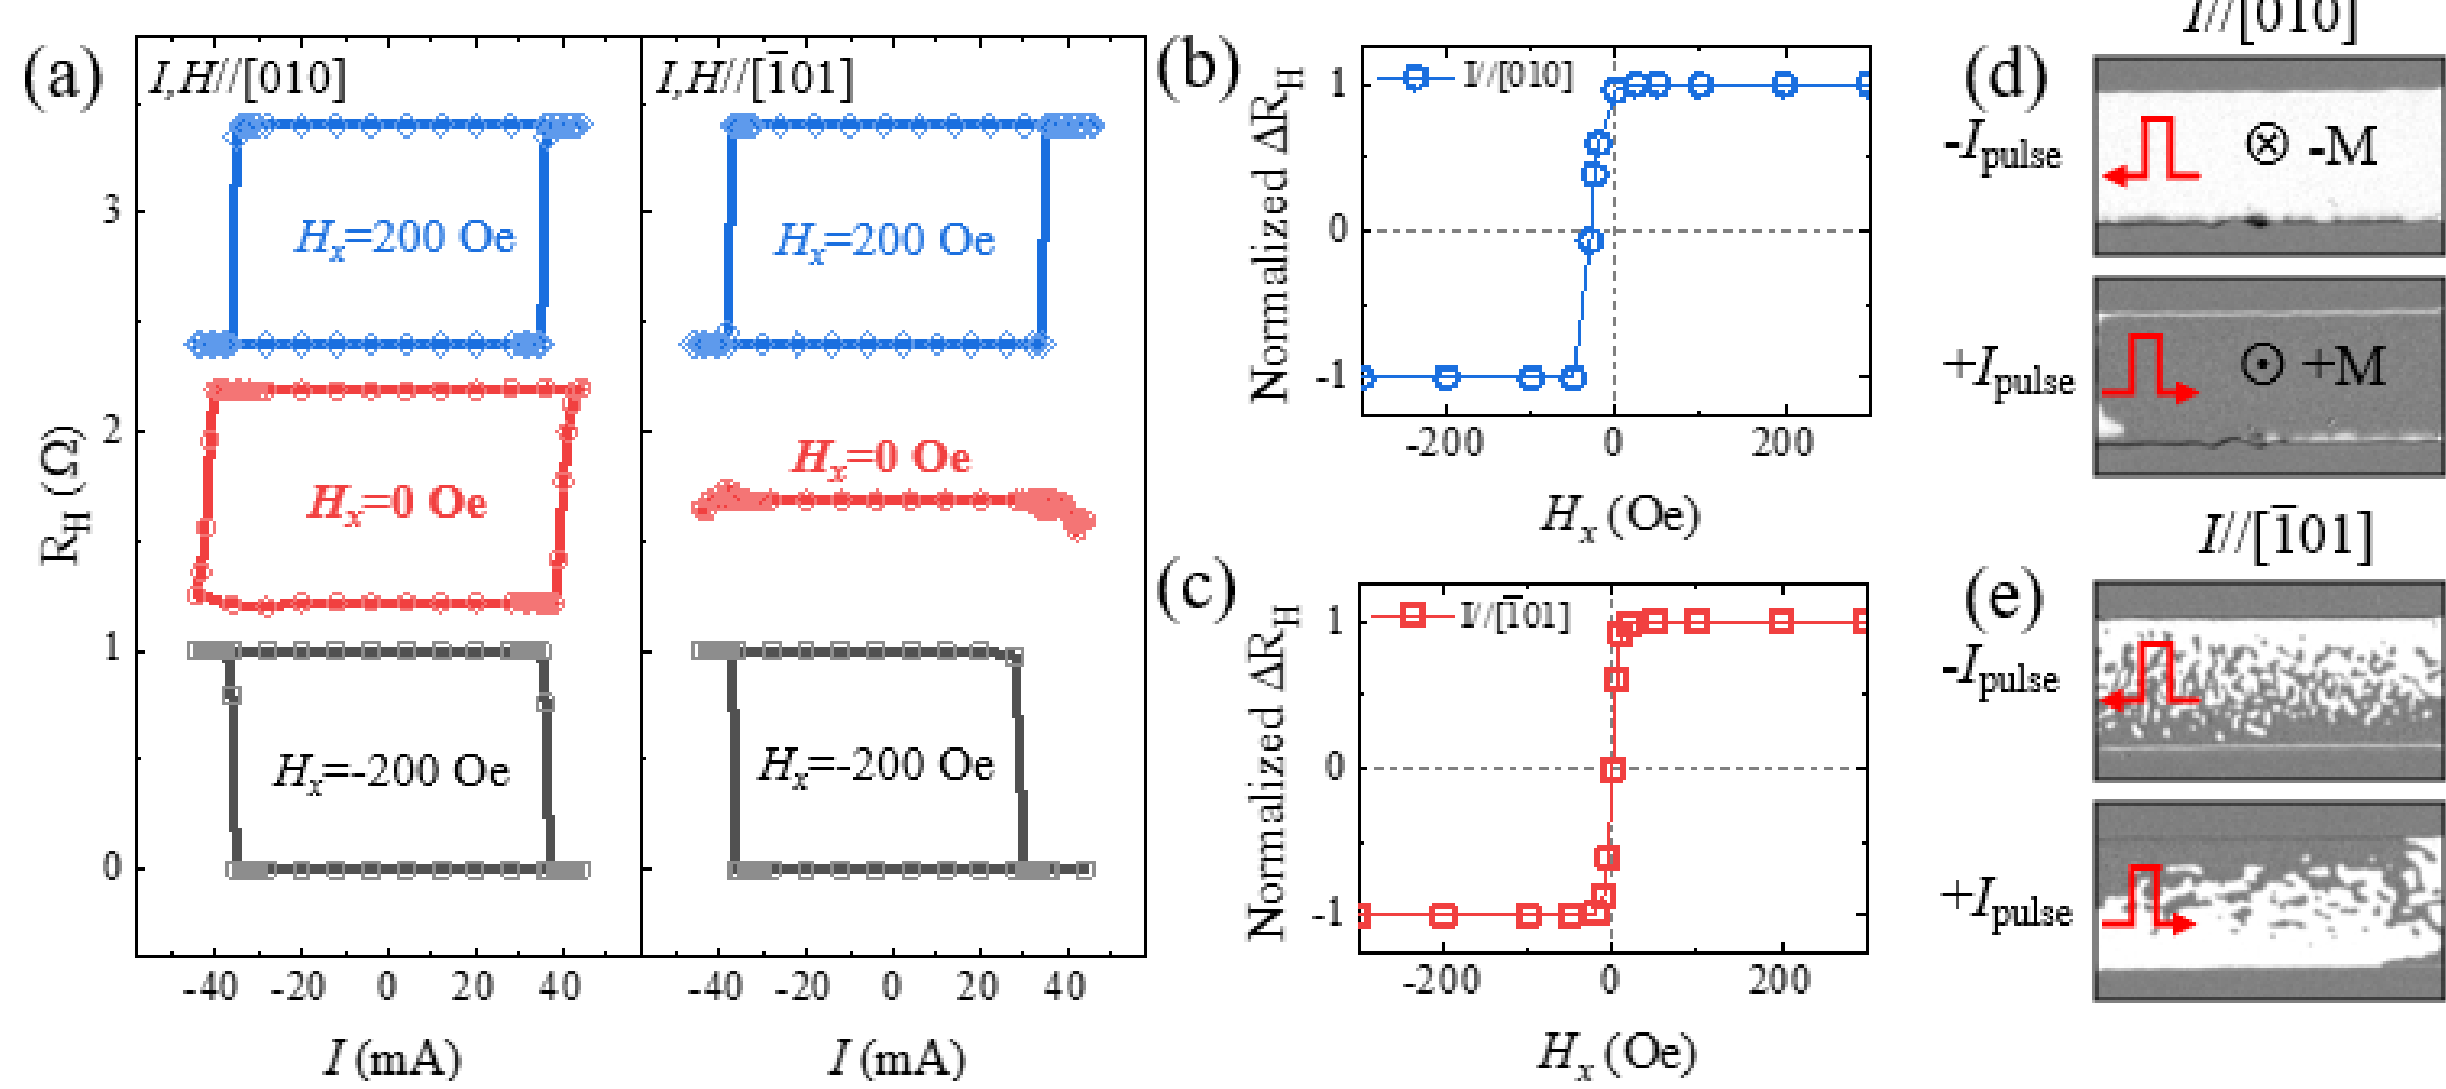 (a)
I,H//[010]
I,H//[1̅01]
Hx=200 Oe
Hx=200 Oe
Hx=0 Oe
Hx=0 Oe
Hx=-200 Oe
Hx=-200 Oe
RH (Ω)
3
2
1
0
-40 -20 0 20 40
-40 -20 0 20 40
I (mA)
I (mA)
(b)
I//[010]
Normalized ΔRH
1
0
-1
-200 0 200
Hx (Oe)
(c)
I//[1̅01]
Normalized ΔRH
1
0
-1
-200 0 200
Hx (Oe)
(d)
I//[010]
-Ipulse
⊗ -M
+Ipulse
⊙ +M
(e)
I//[1̅01]
-Ipulse
+Ipulse